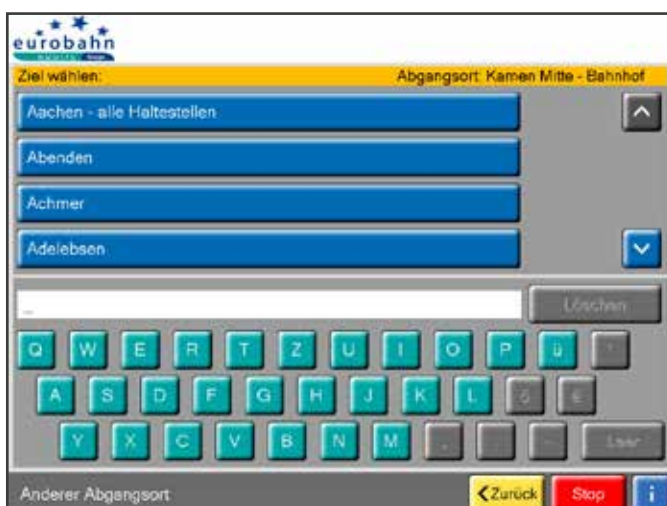 eurobahn
Ziel wählen: Abgangsort: Kamen Mitte - Bahnhof
Aachen - alle Haltestellen
Abenden
Achmer
Adelebsen
Löschen
Q W E R T Z U I O P ü
A S D F G H J K L ö
Y X C V B N M , . - Leer
Anderer Abgangsort <Zurück Stop i